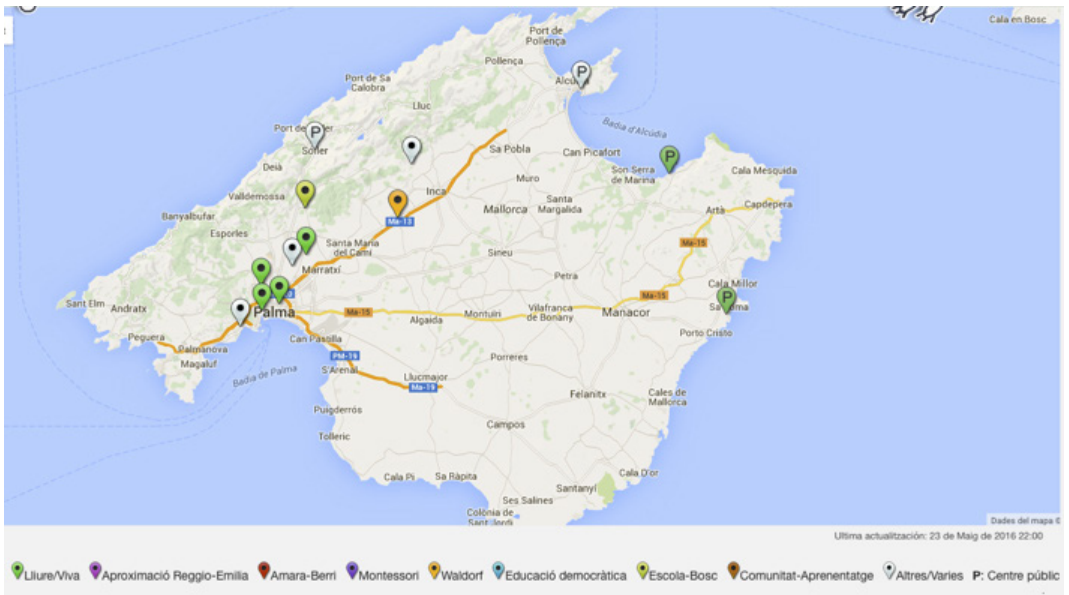 Cala en Bosc
Port de
Pollença
Pollença
Port de Sa
Calobra
Lluc
Badia d'Alcúdia
Sóller
Sa Pobla
Can Picafort
Son Serra
de Marina
Cala Mesquida
Deià
Muro
Inca
Valldemossa
Santa
Margalida
Mallorca
Artà
Capdepera
Banyalbufar
Ma-13
Esporles
Santa Maria
del Camí
Ma-15
Sineu
Marratxí
Petra
Cala Millor
Sant Elm
Andratx
Ma-15
Palma
Ma-15
Montuïri
Vilafranca
de Bonany
Manacor
Algaida
Porto Cristo
Peguera
Can Pastilla
Palmanova
PM-19
Porreres
Magaluf
Badia de Palma
S'Arenal
Llucmajor
Ma-19
Felanitx
Cales de
Mallorca
Puigderrós
Campos
Tolleric
Cala Pi
Sa Ràpita
Cala D'or
Santanyí
Ses Salines
Colònia de
Sant Jordi
Dades del mapa ©
Ultima actualització: 23 de Maig de 2016 22:00
Lliure/Viva Aproximació Reggio-Emilia Amara-Berri Montessori Waldorf Educació democràtica Escola-Bosc Comunitat-Aprenentatge Altres/Varies P: Centre públic